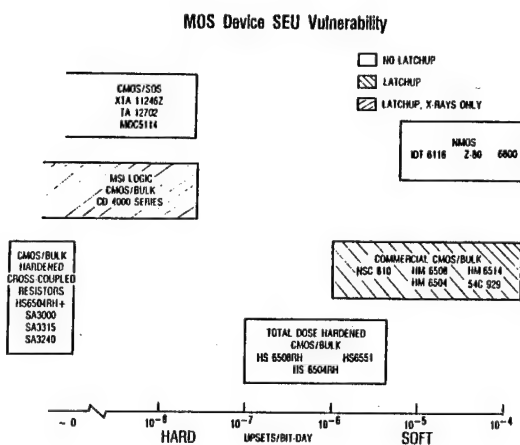 MOS Device SEU Vulnerability
NO LATCHUP
LATCHUP
LATCHUP, X-RAYS ONLY
CMOS/SOS
XTA 11246Z
TA 12702
MIDC5114
NMOS
IDT 6116 Z-80 6800
MSI LOGIC
CMOS/BULK
CD 4000 SERIES
CMOS/BULK
HARDENED
CROSS-COUPLED
RESISTORS
HS6504RH+
SA3000
SA3315
SA3240
COMMERCIAL CMOS/BULK
NSC 810 HM 6508 HM 6514
HM 6504 54C 929
TOTAL DOSE HARDENED
CMOS/BULK
HS 6508RH HS6551
HS 6504RH
~ 0 10⁻⁸ 10⁻⁷ 10⁻⁶ 10⁻⁵ 10⁻⁴
HARD UPSETS/BIT-DAY SOFT